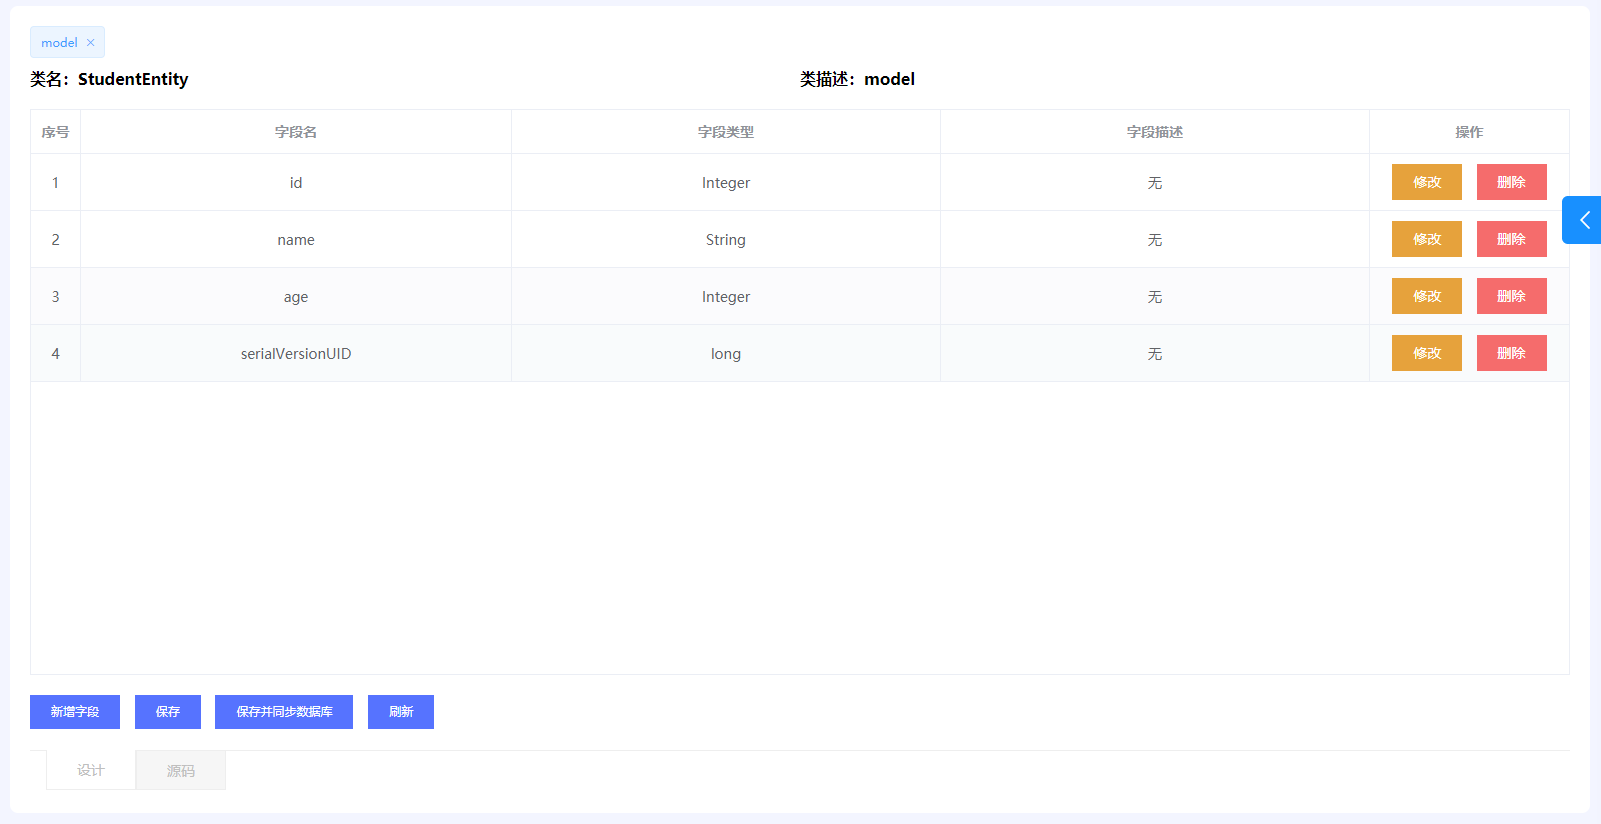 model ×
类名：StudentEntity 类描述：model
序号 字段名 字段类型 字段描述 操作
1 id Integer 无 修改 删除
2 name String 无 修改 删除
3 age Integer 无 修改 删除
4 serialVersionUID long 无 修改 删除
新增字段 保存 保存并同步数据库 刷新
设计 源码